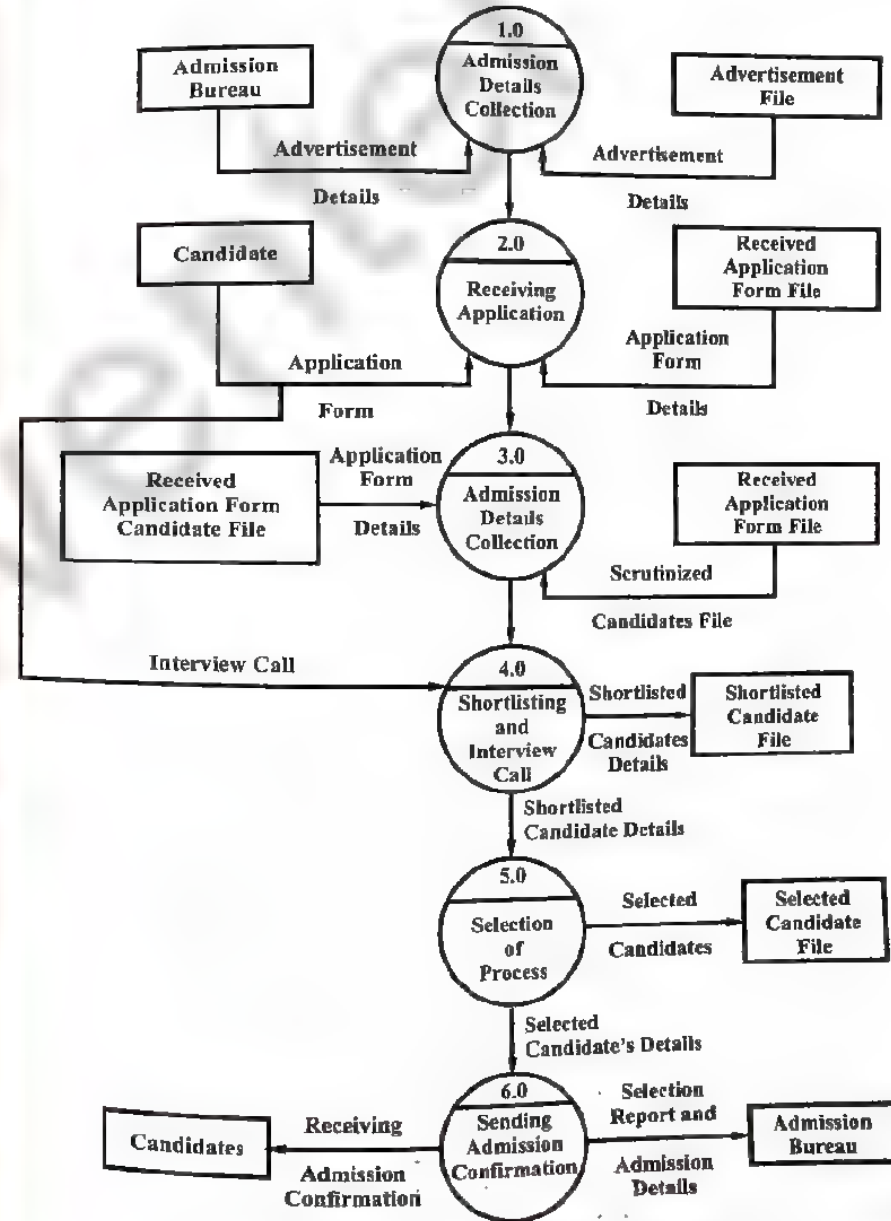 1.0
Admission
Details
Collection
Admission
Bureau
Advertisement
File
Advertisement
Details
Advertisement
Details
Candidate
2.0
Receiving
Application
Received
Application
Form File
Application
Form
Application
Form
Details
Received
Application Form
Candidate File
Application
Form
Details
3.0
Admission
Details
Collection
Received
Application
Form File
Scrutinized
Candidates File
Interview Call
4.0
Shortlisting
and
Interview
Call
Shortlisted
Candidates
Details
Shortlisted
Candidate
File
Shortlisted
Candidate Details
5.0
Selection
of
Process
Selected
Candidates
Selected
Candidate
File
Selected
Candidate's Details
6.0
Sending
Admission
Confirmation
Candidates
Receiving
Admission
Confirmation
Selection
Report and
Admission
Details
Admission
Bureau